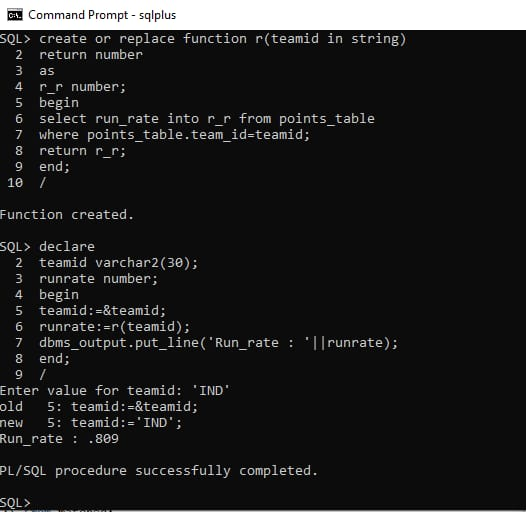 Command Prompt - sqlplus
SQL> create or replace function r(teamid in string)
2 return number
3 as
4 r_r number;
5 begin
6 select run_rate into r_r from points_table
7 where points_table.team_id=teamid;
8 return r_r;
9 end;
10 /
Function created.
SQL> declare
2 teamid varchar2(30);
3 runrate number;
4 begin
5 teamid:=&teamid;
6 runrate:=r(teamid);
7 dbms_output.put_line('Run_rate : '||runrate);
8 end;
9 /
Enter value for teamid: 'IND'
old 5: teamid:=&teamid;
new 5: teamid:='IND';
Run_rate : .809
PL/SQL procedure successfully completed.
SQL>